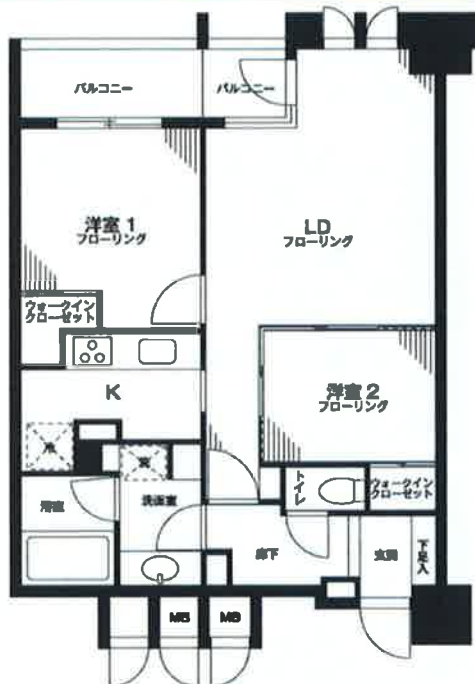 バルコニー
バルコニー
洋室 1
フローリング
LD
フローリング
ウォークイン
クローゼット
K
洋室 2
フローリング
冷
洗面室
浴室
トイレ
ウォークイン
クローゼット
廊下
玄関
下足入
MB